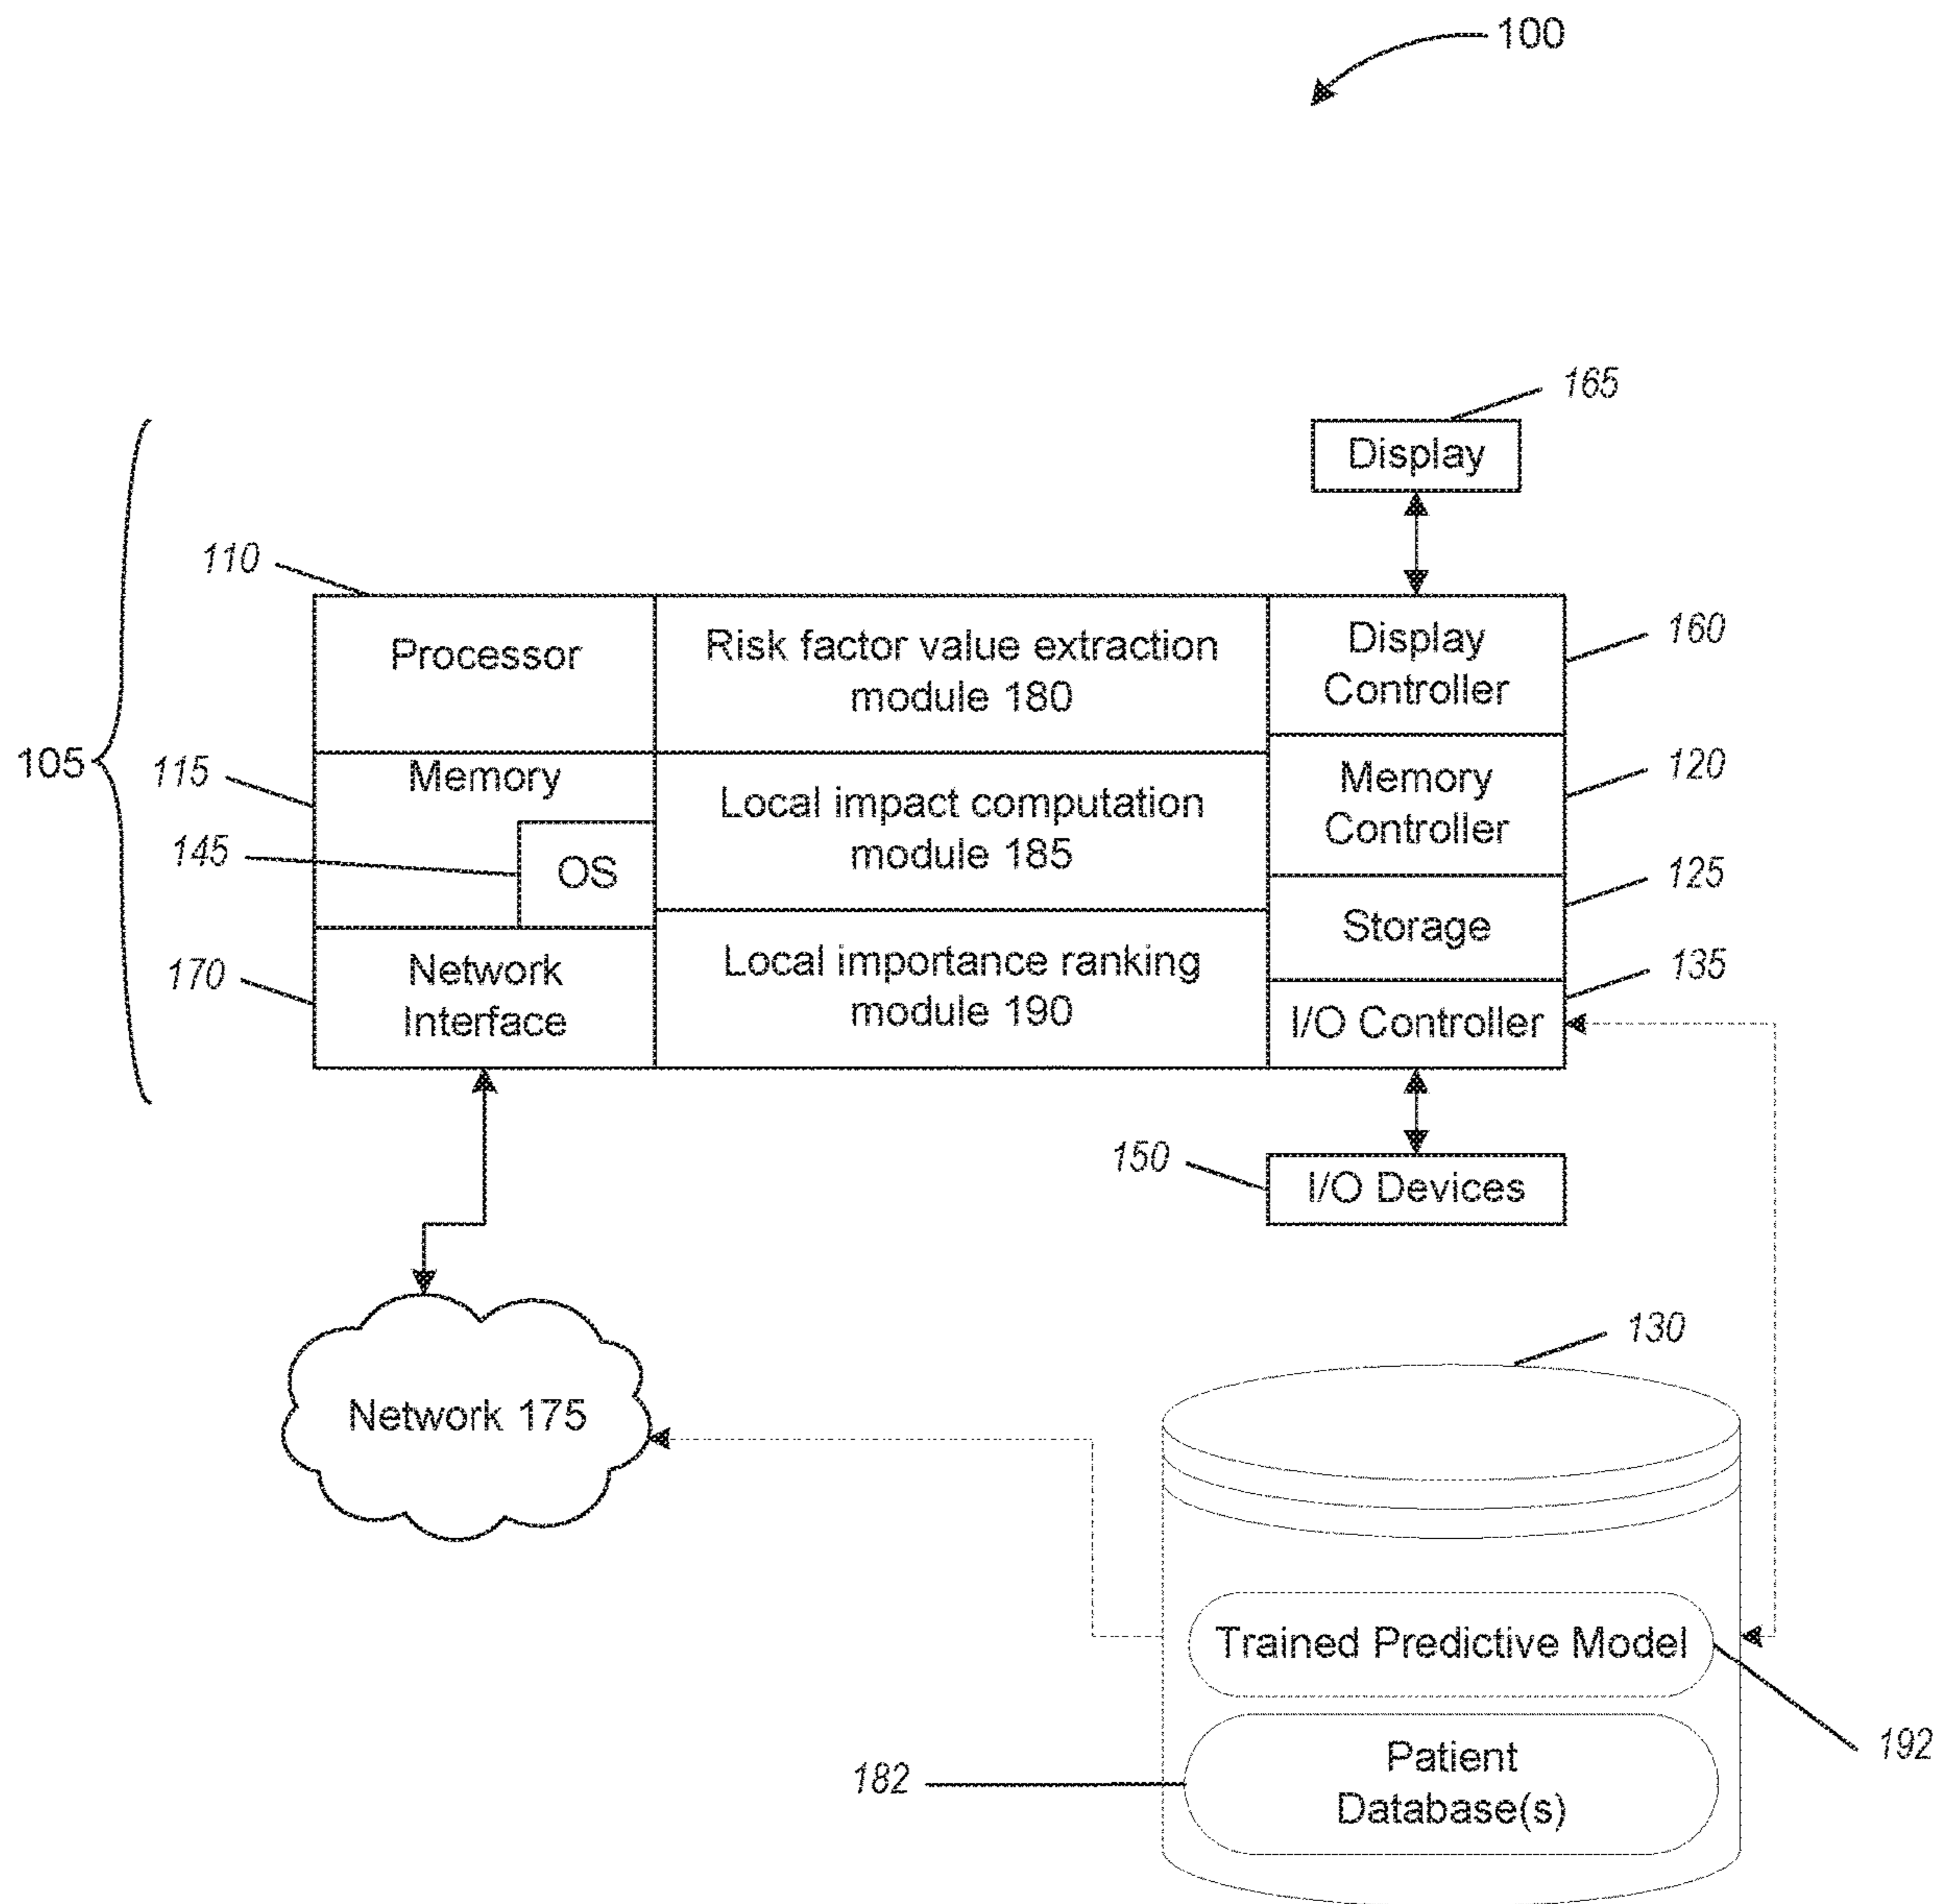 100
165
Display
110
Processor
Risk factor value extraction
module 180
Display
Controller
160
105
115
Memory
Local impact computation
module 185
Memory
Controller
120
145
OS
125
Storage
170
Network
Interface
Local importance ranking
module 190
135
I/O Controller
150
I/O Devices
130
Network 175
Trained Predictive Model
192
182
Patient
Database(s)